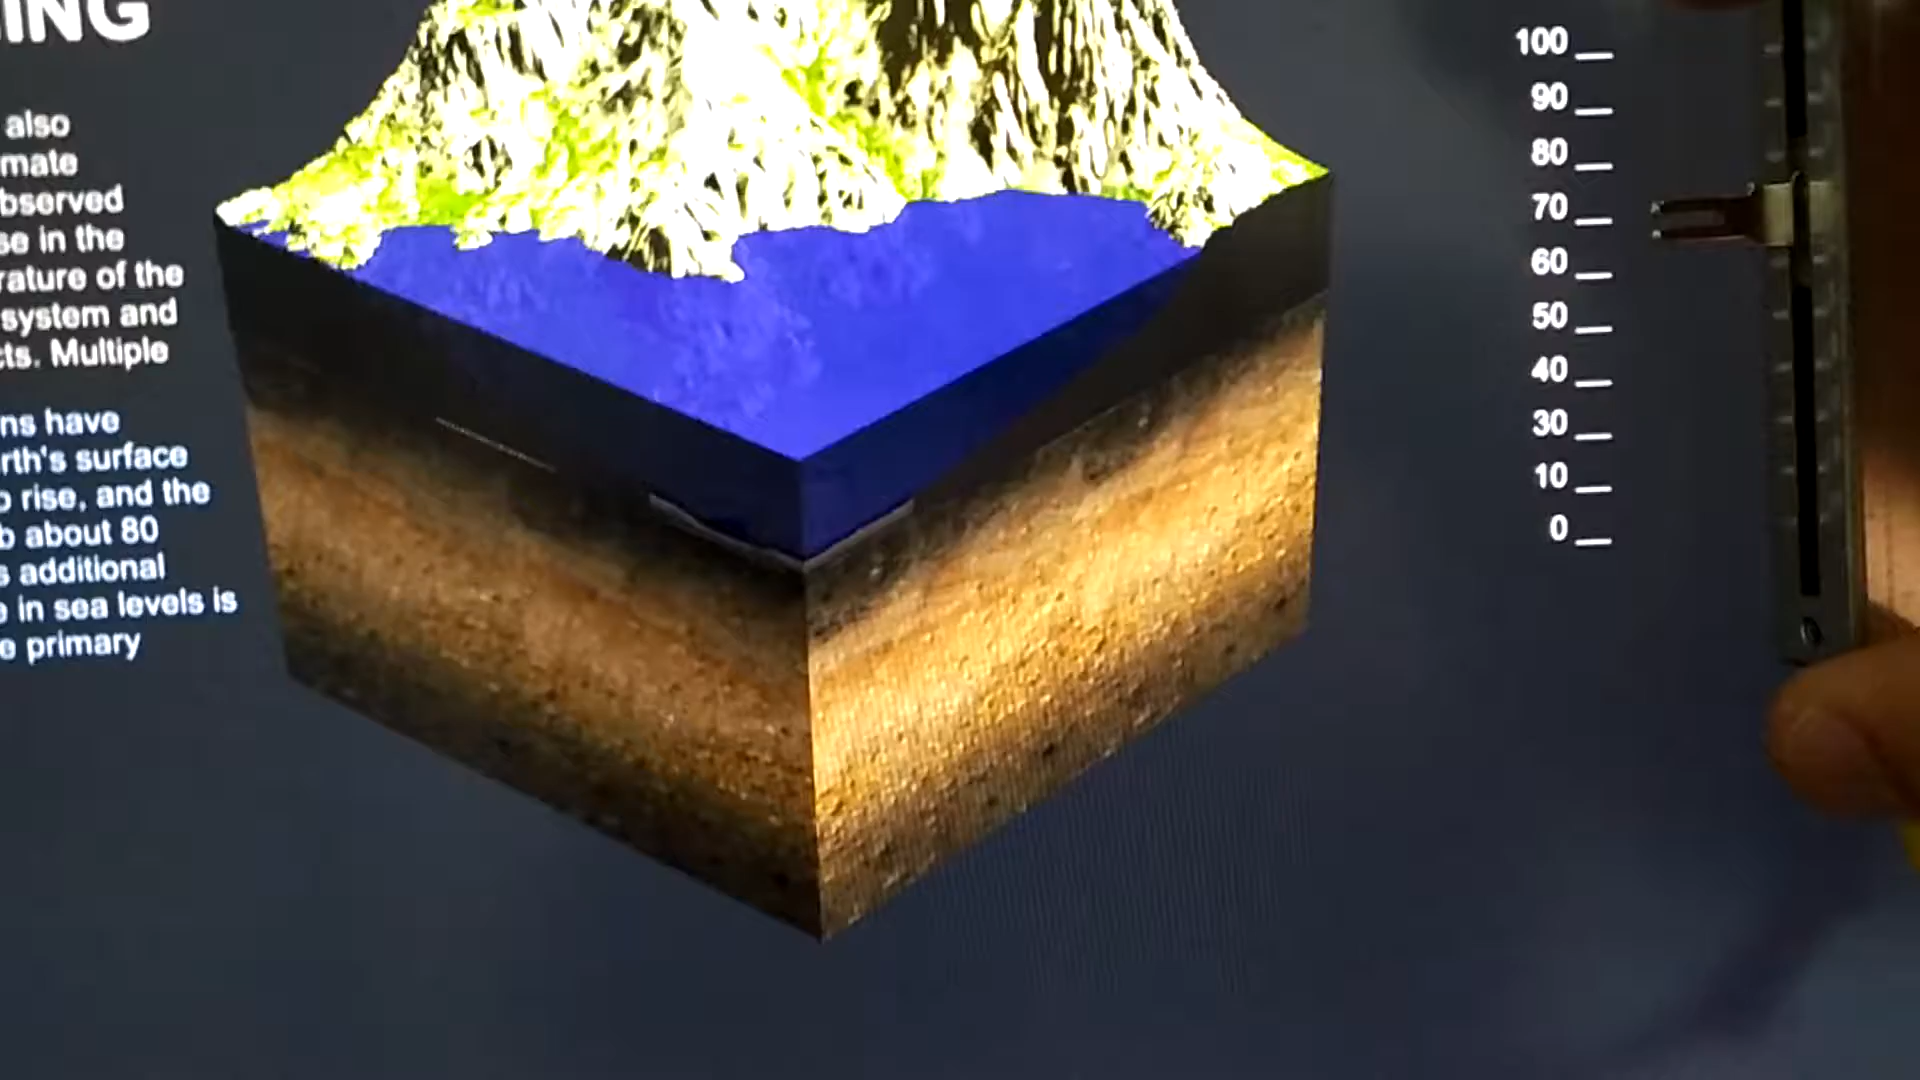 ING
also
mate
bserved
se in the
rature of the
system and
cts. Multiple
ns have
rth's surface
o rise, and the
b about 80
s additional
e in sea levels is
e primary
100
90
80
70
60
50
40
30
10
0